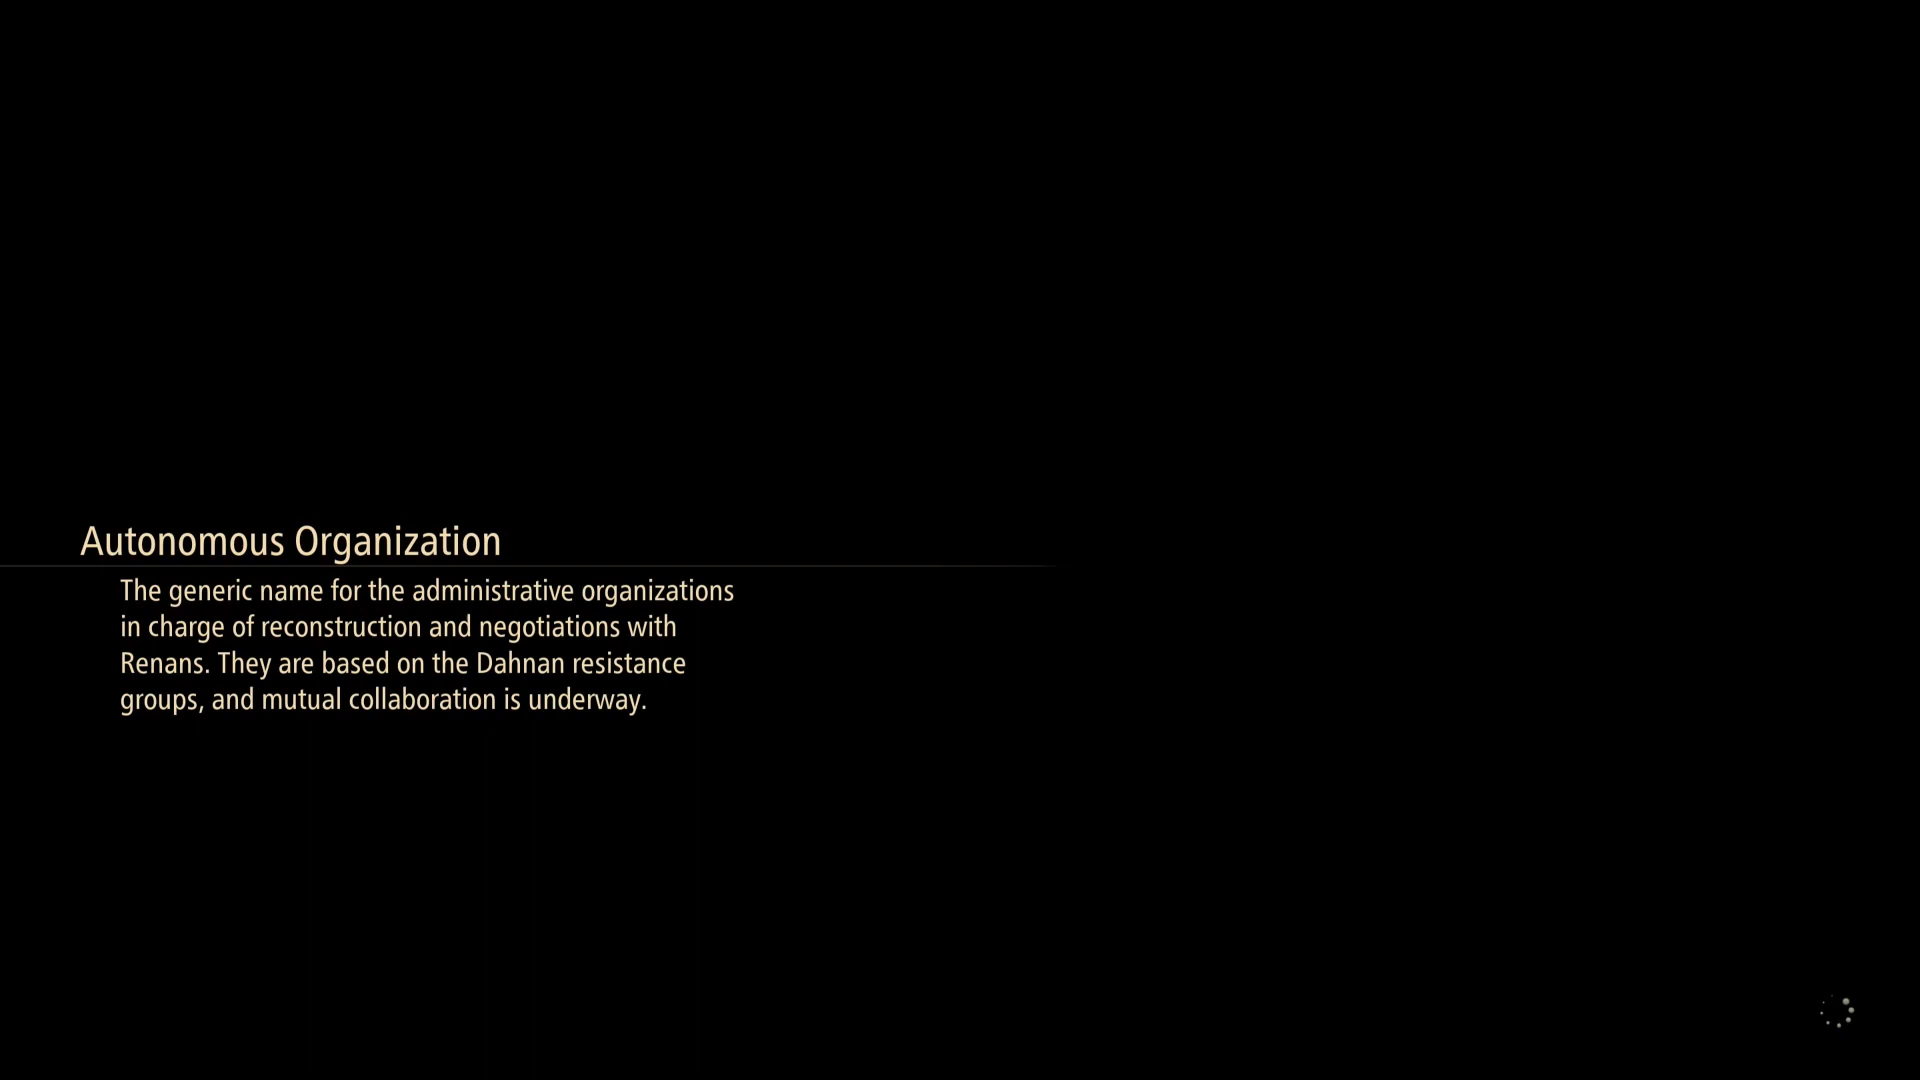 Autonomous Organization
The generic name for the administrative organizations
in charge of reconstruction and negotiations with
Renans. They are based on the Dahnan resistance
groups, and mutual collaboration is underway.